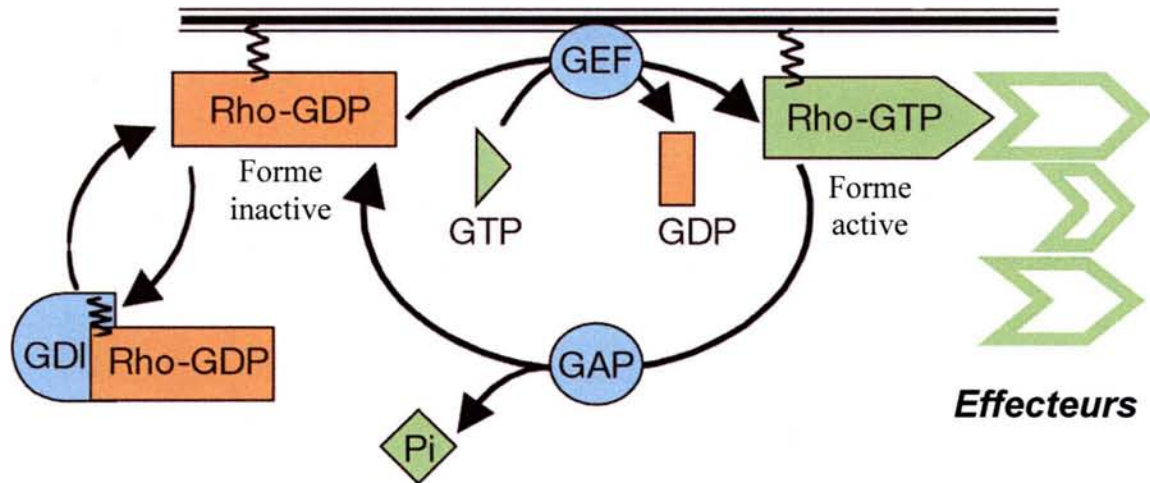 GEF
Rho-GDP
Rho-GTP
Forme
inactive
GTP
GDP
Forme
active
GDI
Rho-GDP
GAP
Pi
Effecteurs